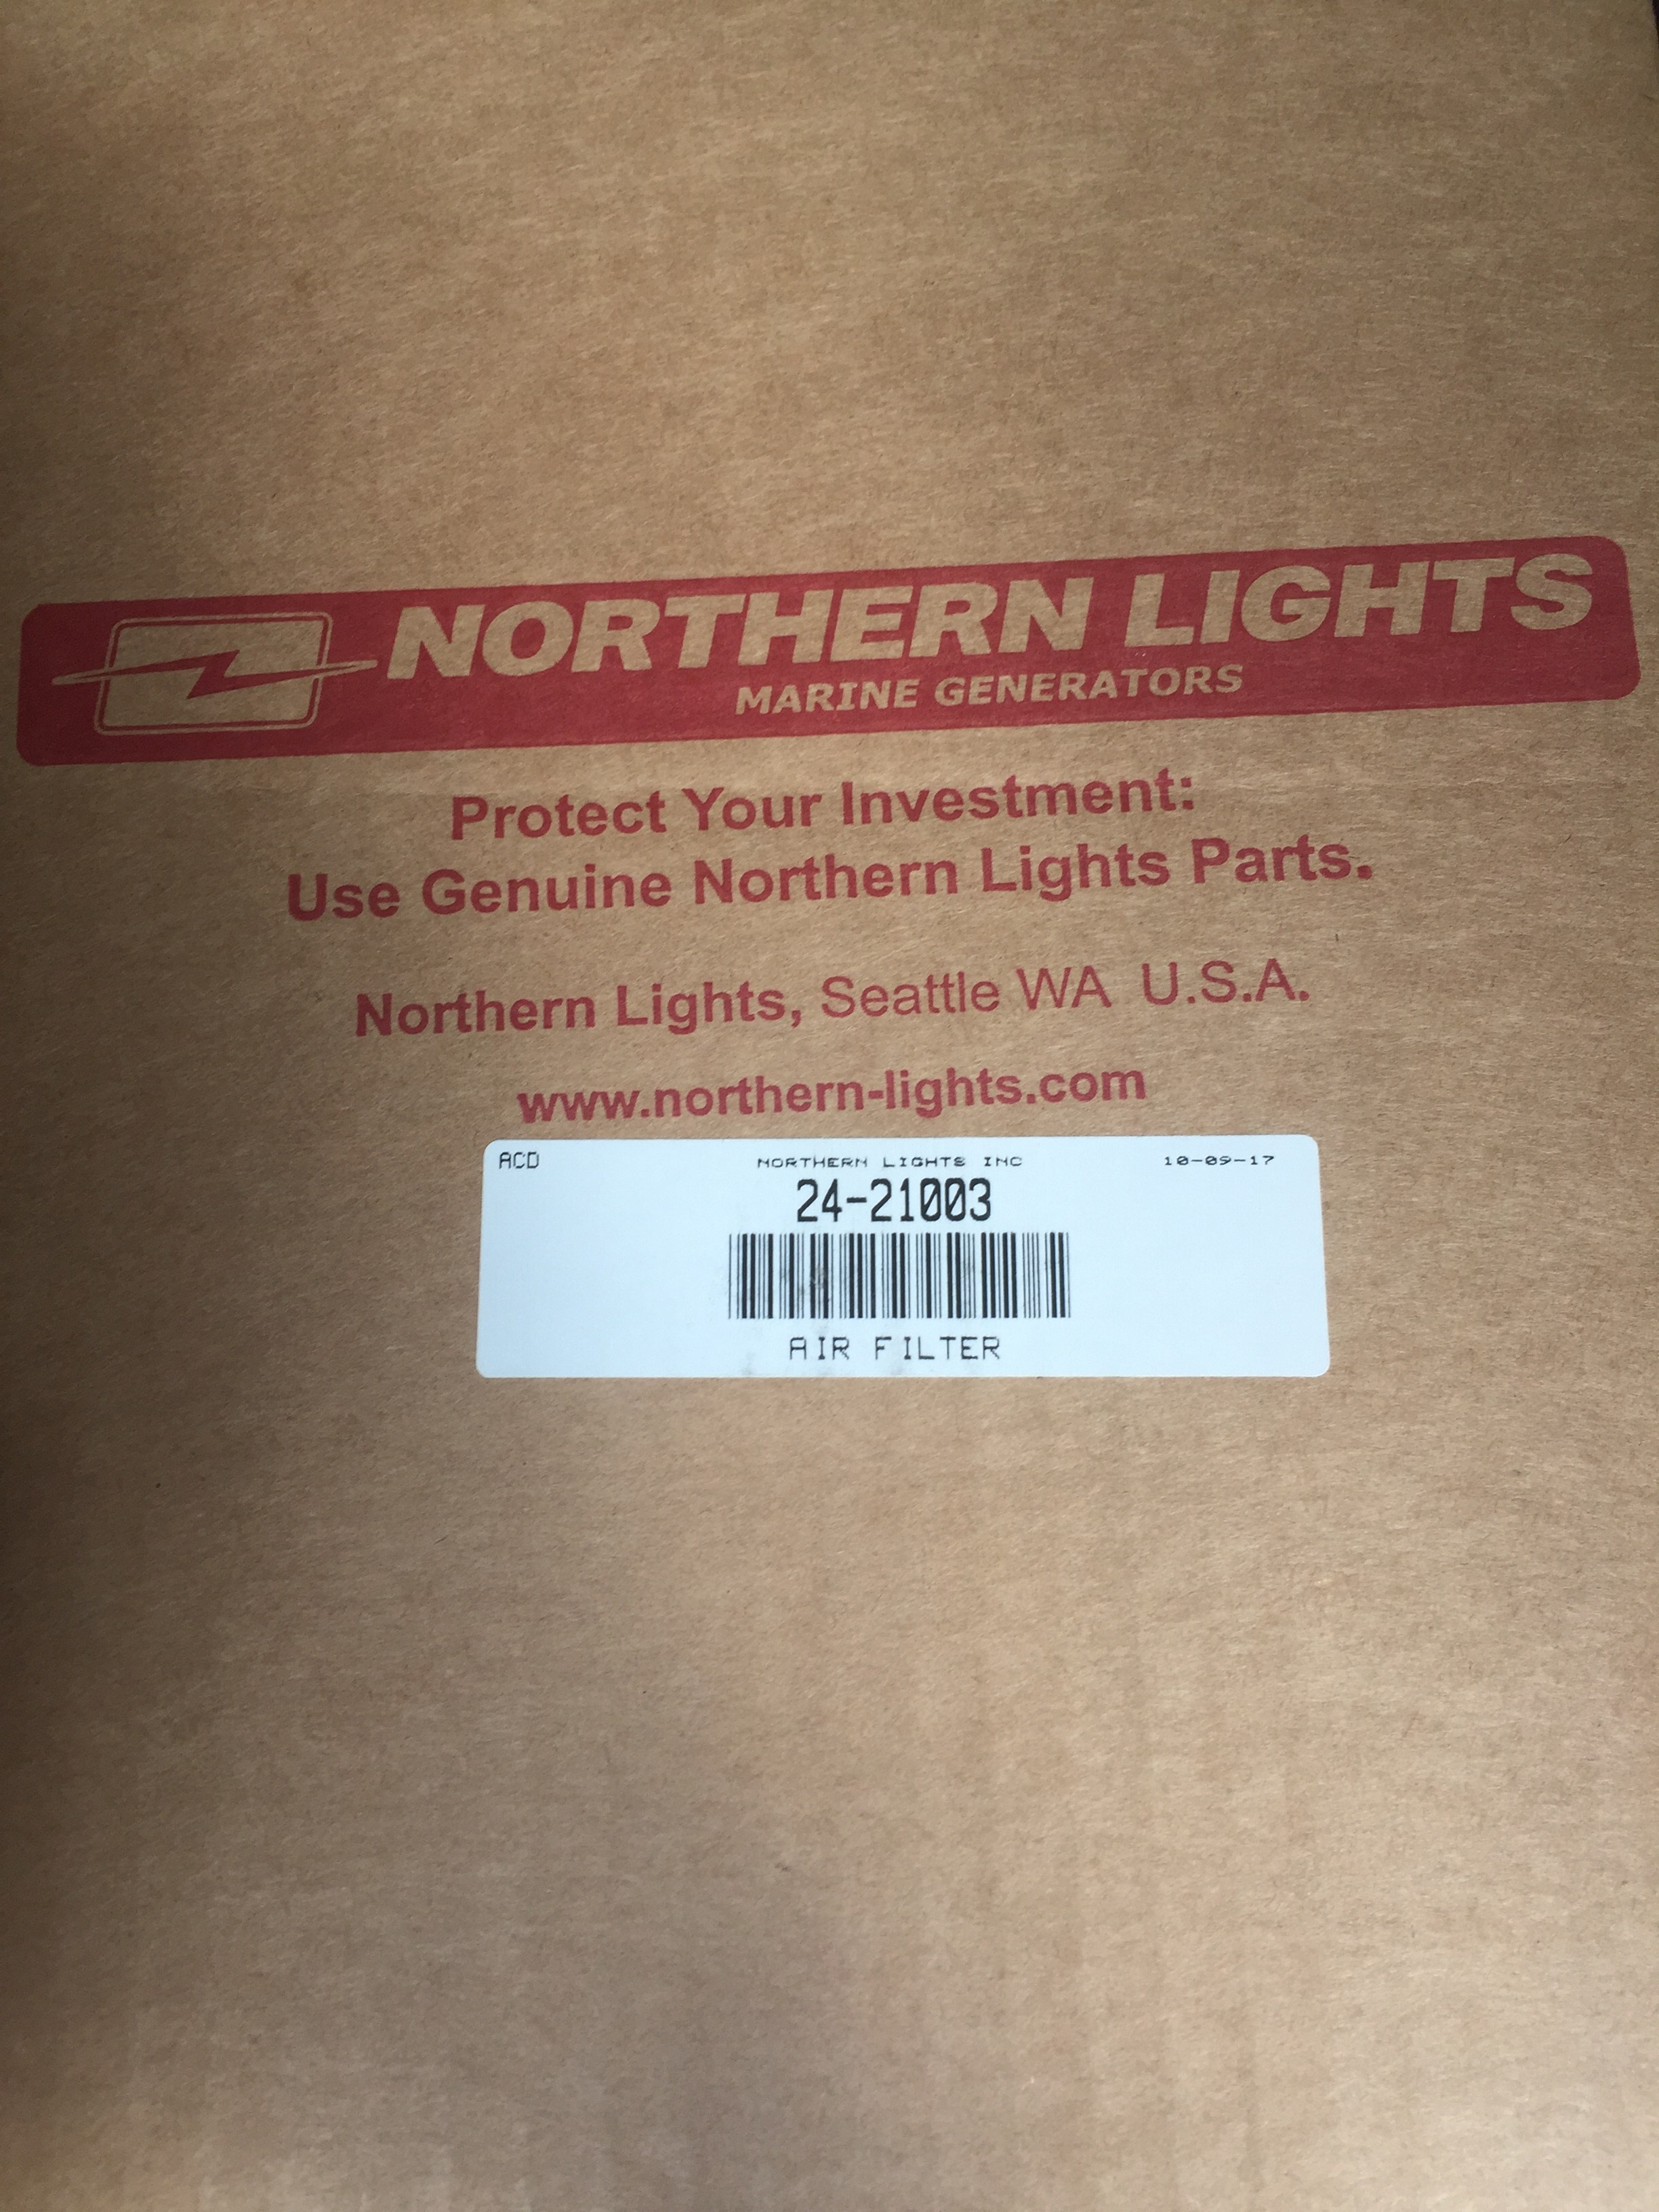 NORTHERN LIGHTS
MARINE GENERATORS
Protect Your Investment:
Use Genuine Northern Lights Parts.
Northern Lights, Seattle WA U.S.A.
www.northern-lights.com
ACD NORTHERN LIGHTS INC 10-09-17
24-21003
AIR FILTER